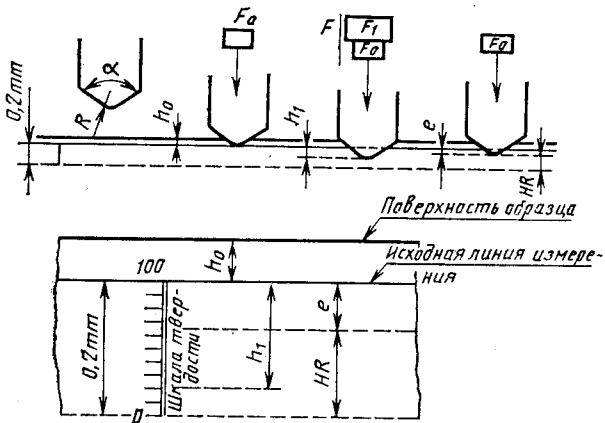 Fa
F
F₁
F₀
F₀
0,2mm
α
R
h₀
h₁
e
HR
Поверхность образца
Исходная линия измере-
ния
100
0,2mm
0
Шкала твер-
дости
h₀
h₁
e
HR